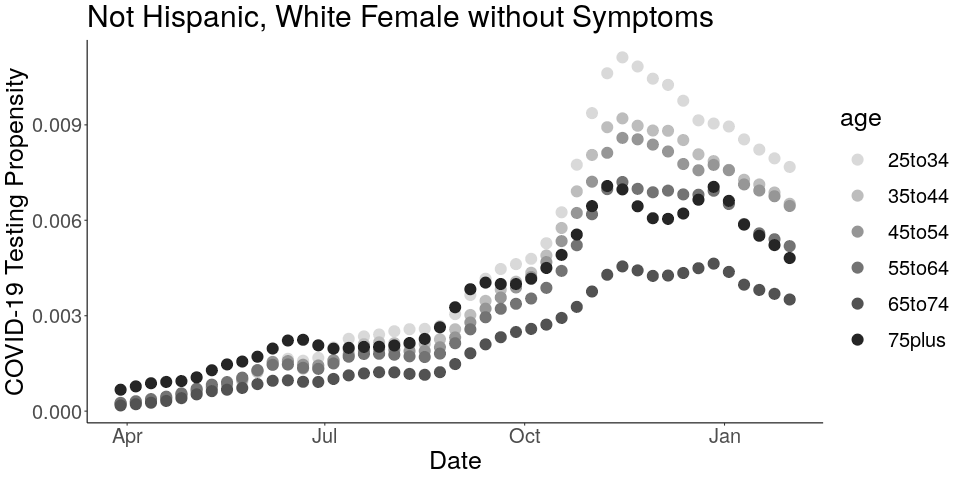 Not Hispanic, White Female without Symptoms
COVID-19 Testing Propensity
0.009
0.006
0.003
0.000
Apr
Jul
Oct
Jan
Date
age
25to34
35to44
45to54
55to64
65to74
75plus